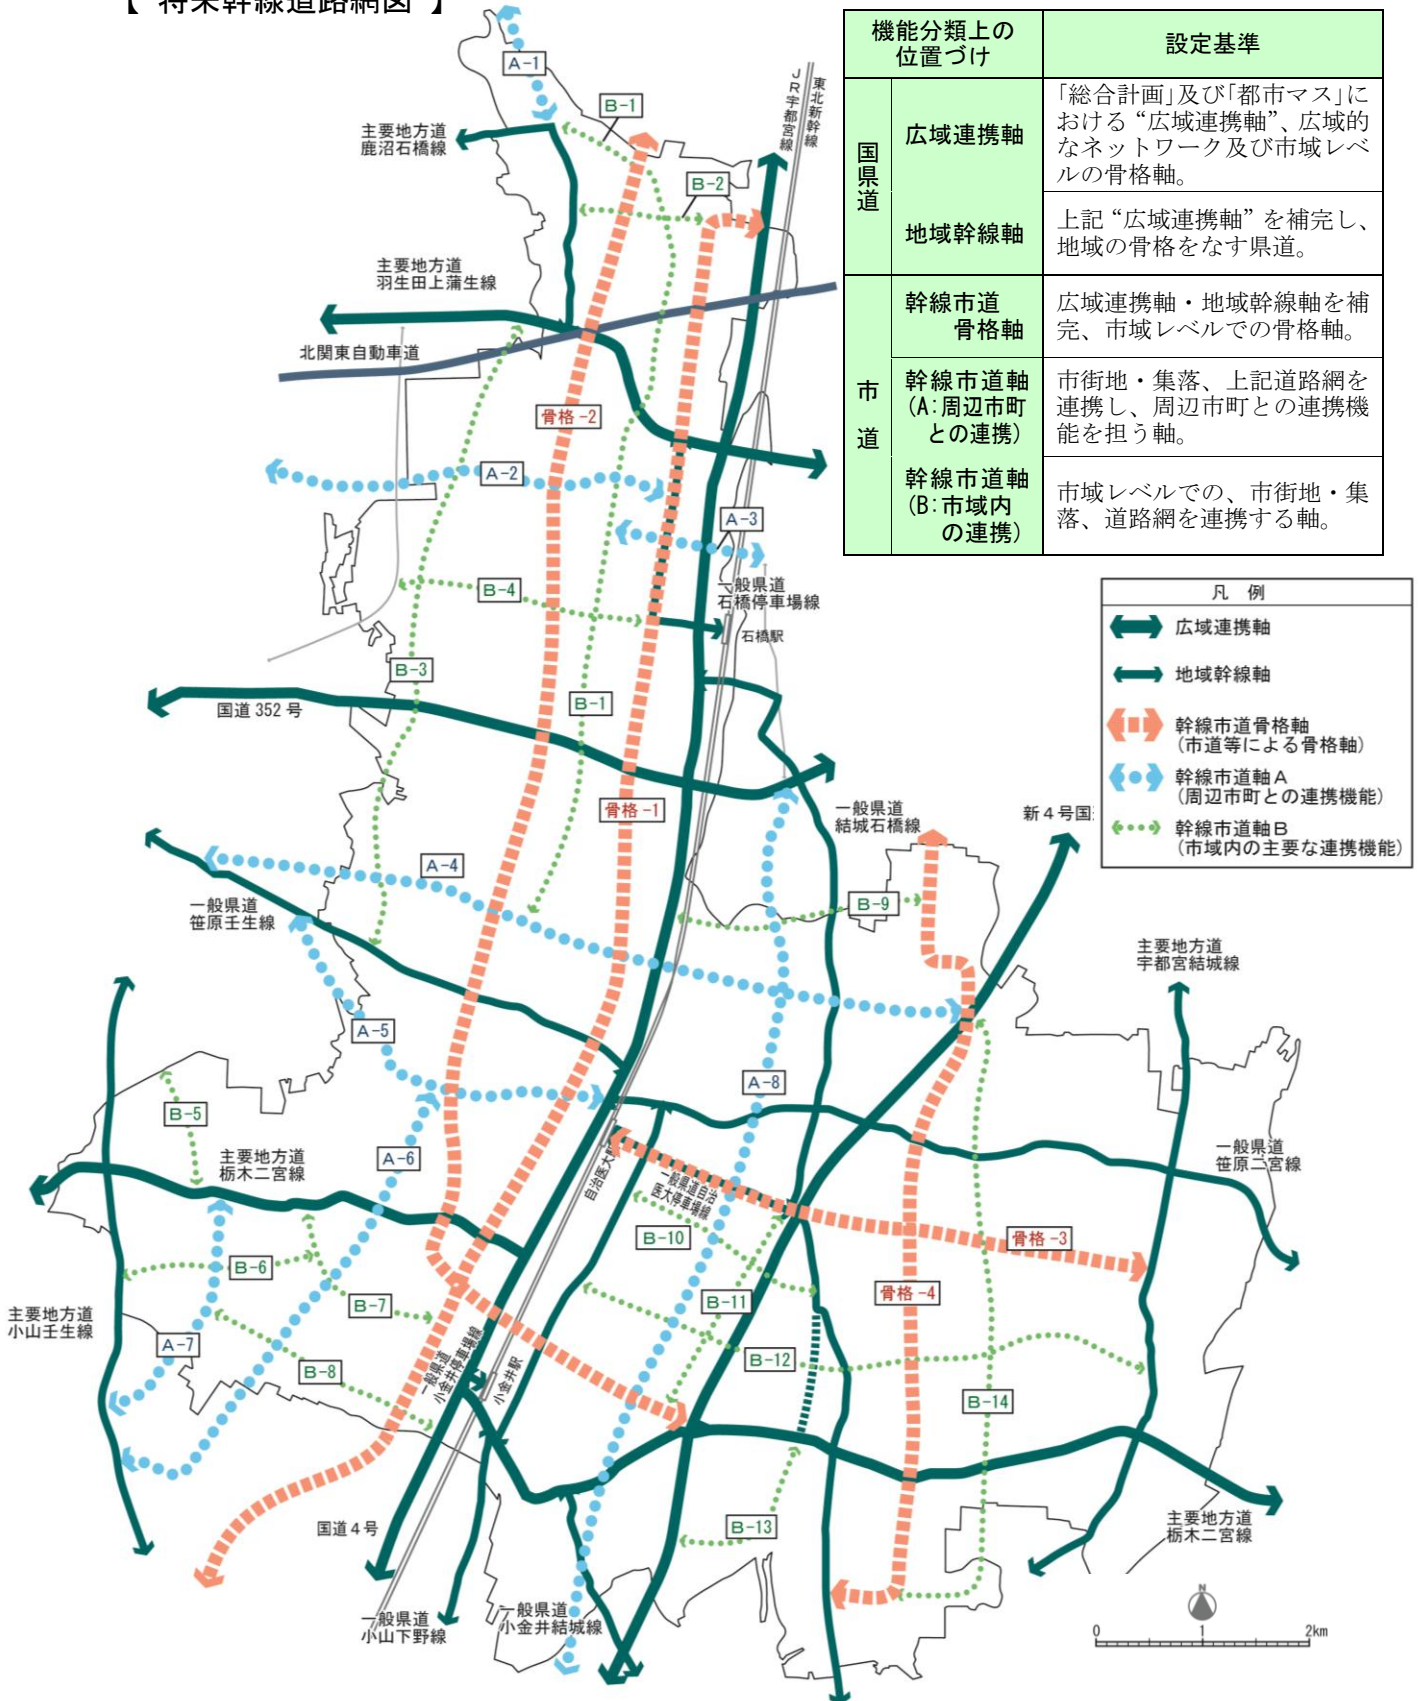 【 将来幹線道路網図 】
機能分類上の
位置づけ
設定基準
国県道
広域連携軸
「総合計画」及び「都市マス」に
おける“広域連携軸”、広域的
なネットワーク及び市域レベ
ルの骨格軸。
地域幹線軸
上記“広域連携軸”を補完し、
地域の骨格をなす県道。
市道
幹線市道
骨格軸
広域連携軸・地域幹線軸を補
完、市域レベルでの骨格軸。
幹線市道軸
(A:周辺市町
との連携)
市街地・集落、上記道路網を
連携し、周辺市町との連携機
能を担う軸。
幹線市道軸
(B:市域内
の連携)
市域レベルでの、市街地・集
落、道路網を連携する軸。
凡 例
広域連携軸
地域幹線軸
幹線市道骨格軸
(市道等による骨格軸)
幹線市道軸A
(周辺市町との連携機能)
幹線市道軸B
(市域内の主要な連携機能)
A-1
B-1
JR宇都宮線
東北新幹線
主要地方道
鹿沼石橋線
B-2
主要地方道
羽生田上蒲生線
北関東自動車道
骨格-2
A-2
A-3
B-4
一般県道
石橋停車場線
石橋駅
B-3
国道352号
B-1
骨格-1
一般県道
結城石橋線
新4号国
A-4
一般県道
笹原壬生線
B-9
主要地方道
宇都宮結城線
A-5
A-8
B-5
主要地方道
栃木二宮線
A-6
自治医大駅
一般県道自治
医大停車場線
一般県道
笹原二宮線
B-10
骨格-3
B-6
骨格-4
B-7
B-11
主要地方道
小山壬生線
A-7
B-8
一般県道
小金井停車場線
小金井駅
B-12
B-14
国道4号
B-13
主要地方道
栃木二宮線
一般県道
小山下野線
一般県道
小金井結城線
N
0
1
2km